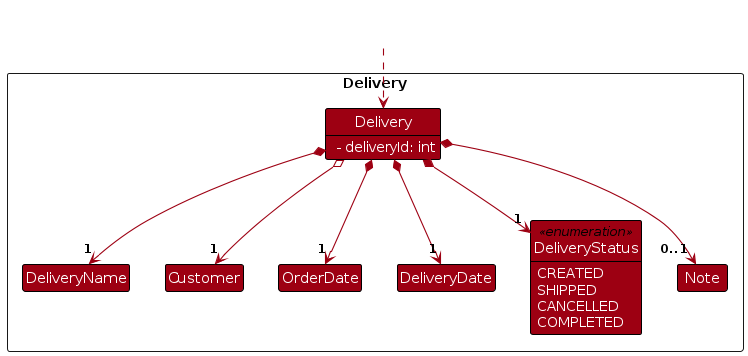 Delivery
Delivery
- deliveryId: int
1
1
1
1
1
0..1
DeliveryName
Customer
OrderDate
DeliveryDate
«enumeration»
DeliveryStatus
CREATED
SHIPPED
CANCELLED
COMPLETED
Note